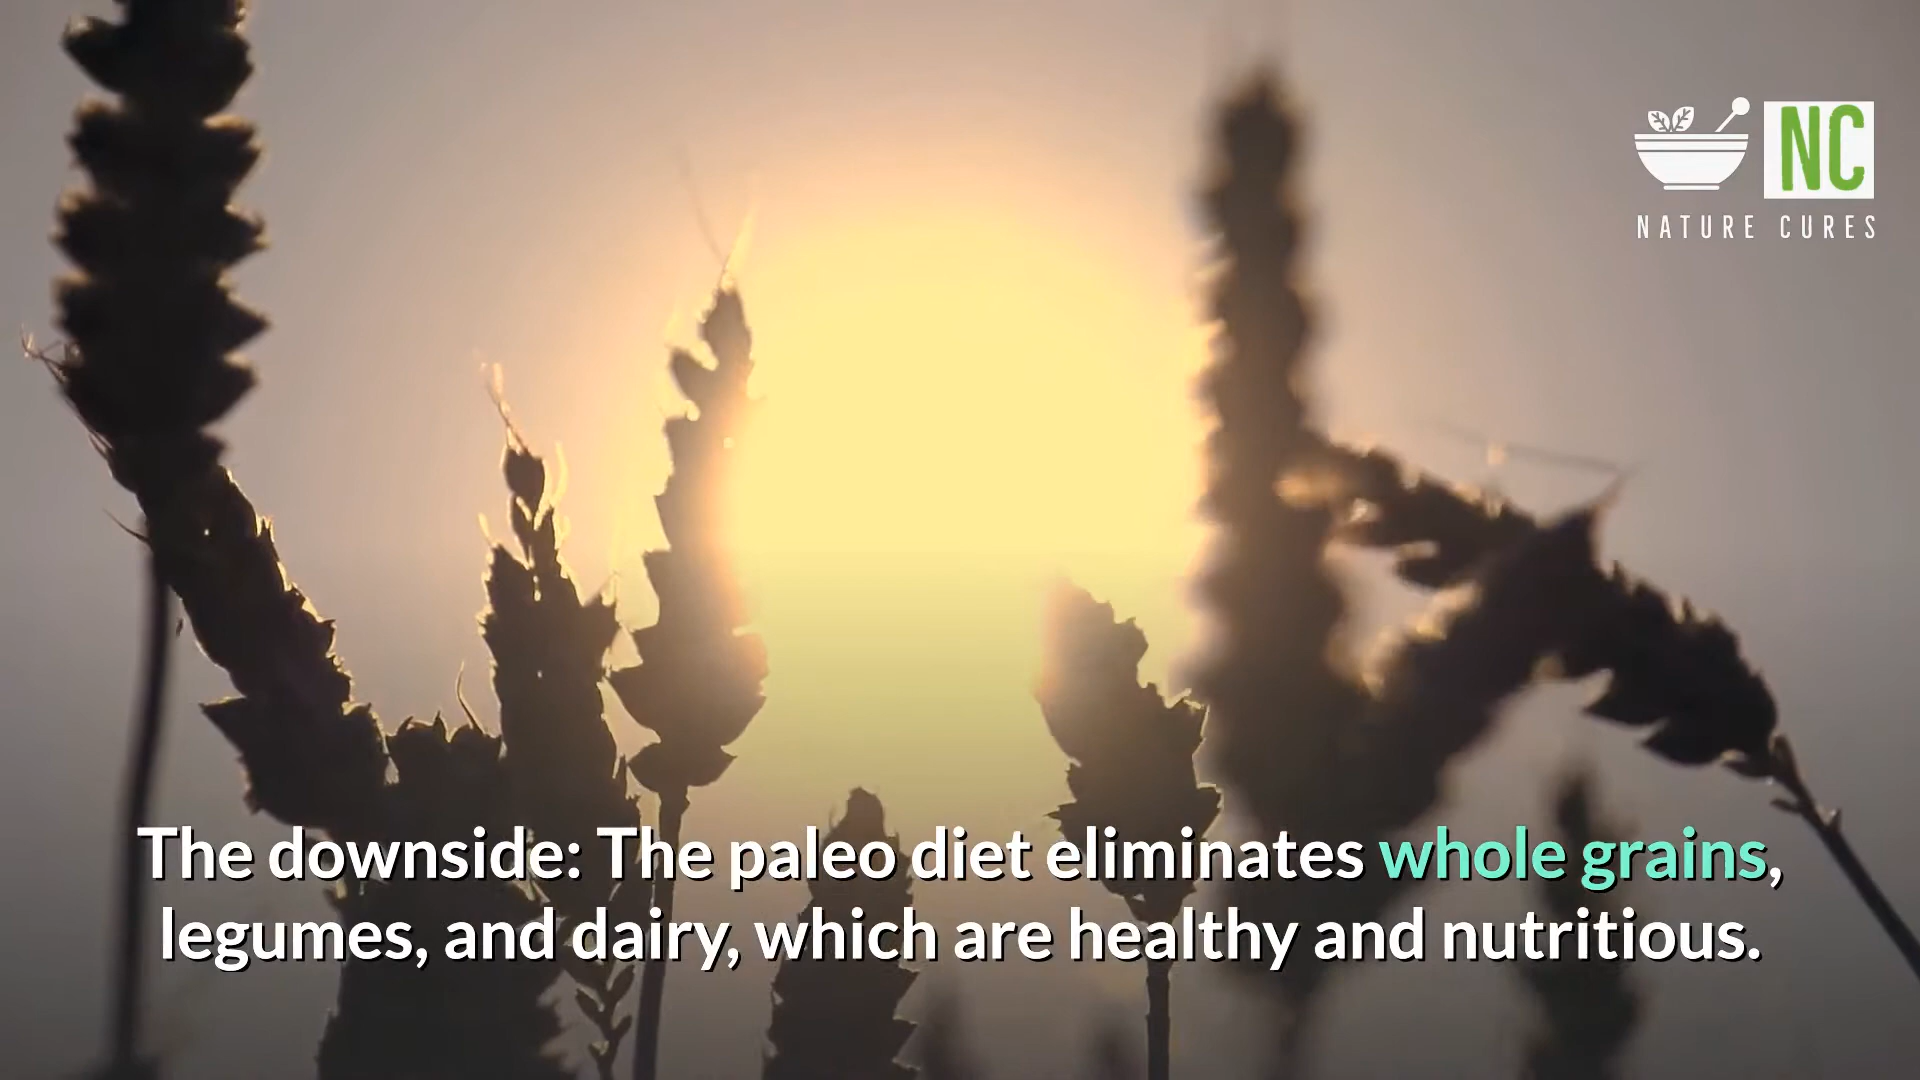 NC
NATURE CURES
The downside: The paleo diet eliminates whole grains,
legumes, and dairy, which are healthy and nutritious.